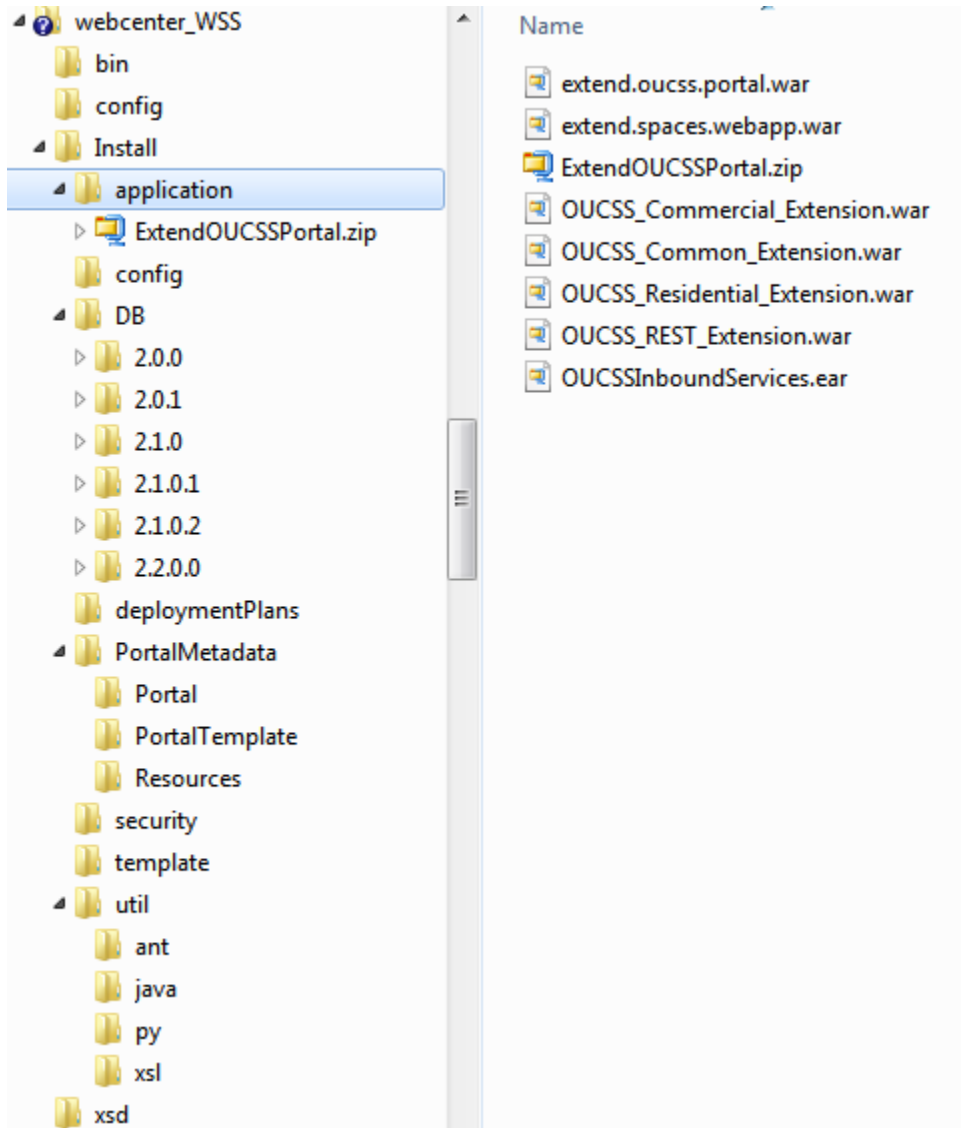 webcenter_WSS
bin
config
Install
application
ExtendOUCSSPortal.zip
config
DB
2.0.0
2.0.1
2.1.0
2.1.0.1
2.1.0.2
2.2.0.0
deploymentPlans
PortalMetadata
Portal
PortalTemplate
Resources
security
template
util
ant
java
py
xsl
xsd
Name
extend.oucss.portal.war
extend.spaces.webapp.war
ExtendOUCSSPortal.zip
OUCSS_Commercial_Extension.war
OUCSS_Common_Extension.war
OUCSS_Residential_Extension.war
OUCSS_REST_Extension.war
OUCSSInboundServices.ear